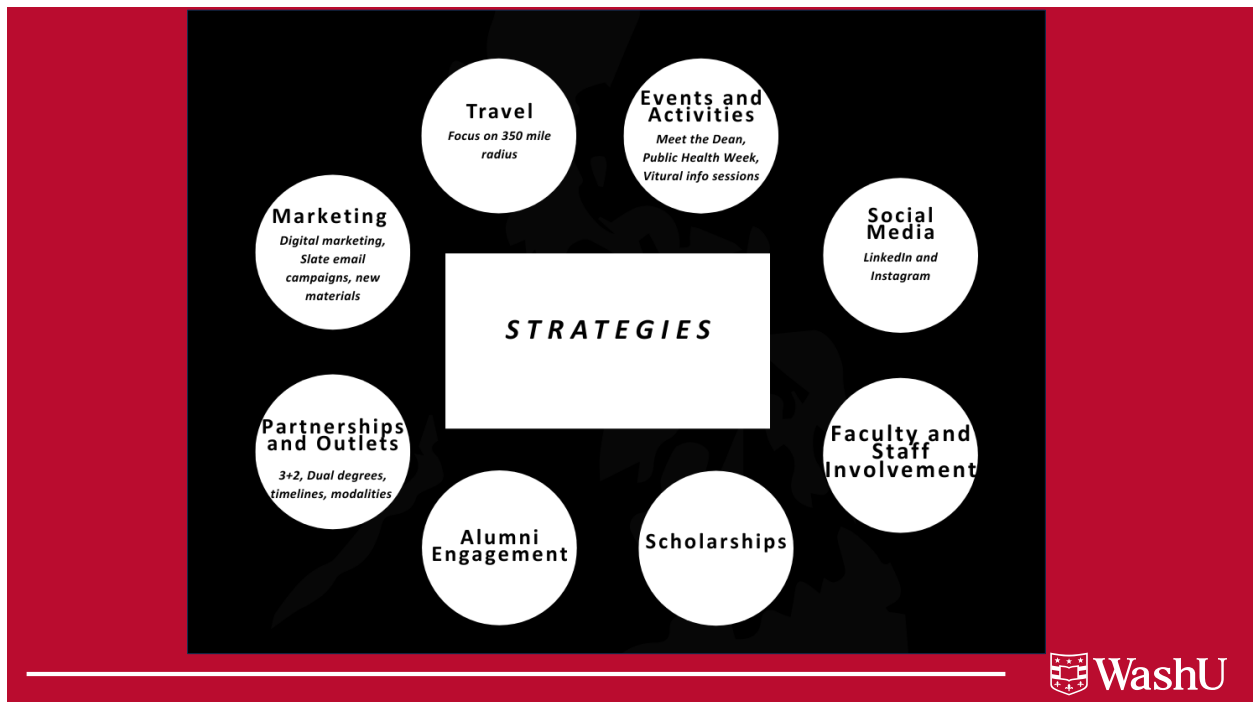 Travel
Focus on 350 mile
radius
Events and
Activities
Meet the Dean,
Public Health Week,
Vitural info sessions
Marketing
Digital marketing,
Slate email
campaigns, new
materials
Social
Media
LinkedIn and
Instagram
STRATEGIES
Partnerships
and Outlets
3+2, Dual degrees,
timelines, modalities
Faculty and
Staff
Involvement
Alumni
Engagement
Scholarships
WashU